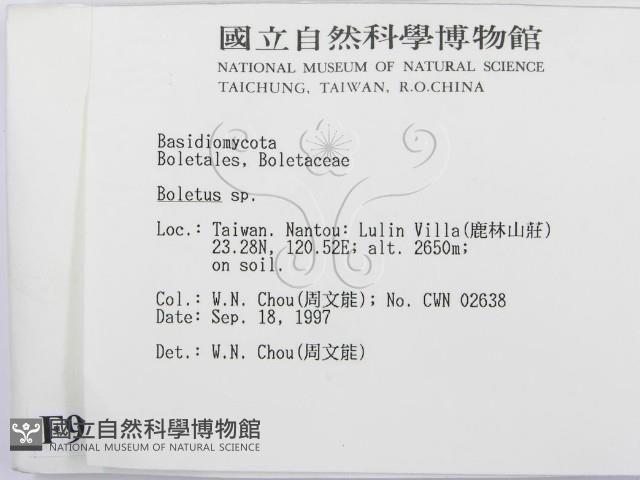 國立自然科學博物館
NATIONAL MUSEUM OF NATURAL SCIENCE
TAICHUNG, TAIWAN, R.O.CHINA
Basidiomycota
Boletales, Boletaceae
Boletus sp.
Loc.: Taiwan. Nantou: Lulin Villa(鹿林山莊)
23.28N, 120.52E; alt. 2650m;
on soil.
Col.: W.N. Chou(周文能); No. CWN 02638
Date: Sep. 18, 1997
Det.: W.N. Chou(周文能)
F9
國立自然科學博物館
NATIONAL MUSEUM OF NATURAL SCIENCE